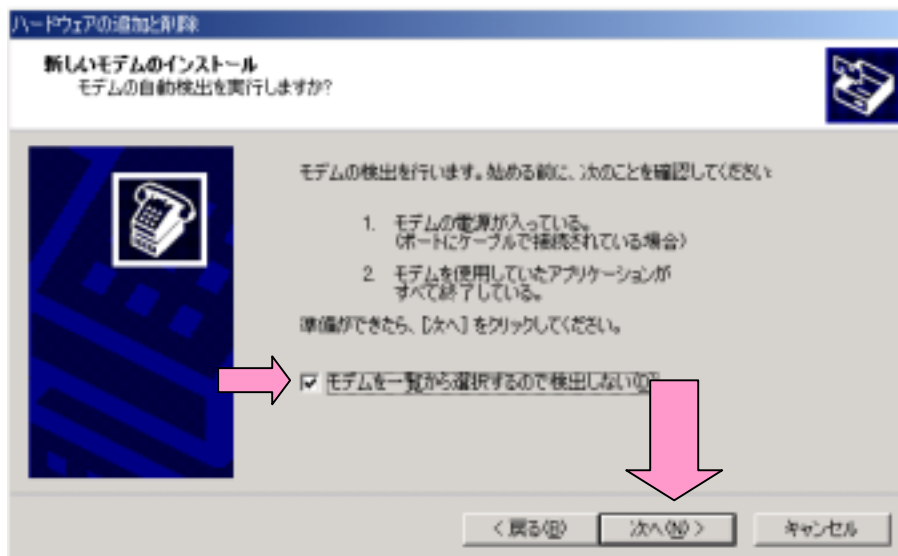 ハードウェアの追加と削除
新しいモデムのインストール
モデムの自動検出を実行しますか?
モデムの検出を行います。始める前に、次のことを確認してください:
1. モデムの電源が入っている。
(ポートにケーブルで接続されている場合)
2. モデムを使用していたアプリケーションが
すべて終了している。
準備ができたら、[次へ] をクリックしてください。
モデムを一覧から選択するので検出しない(D)
< 戻る(B)
次へ(N) >
キャンセル